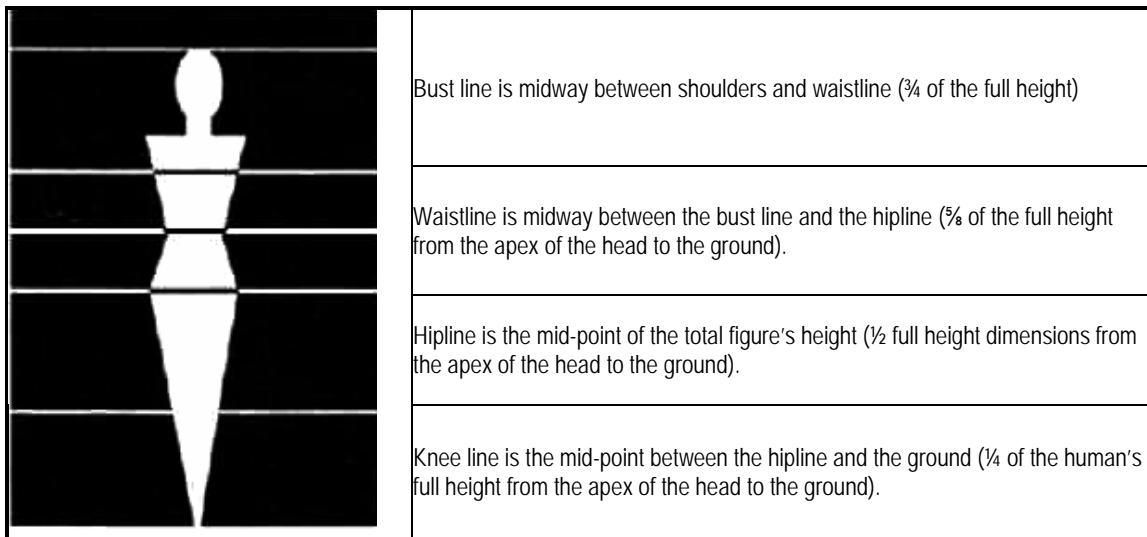 Bust line is midway between shoulders and waistline (¾ of the full height)
Waistline is midway between the bust line and the hipline (⅝ of the full height
from the apex of the head to the ground).
Hipline is the mid-point of the total figure’s height (½ full height dimensions from
the apex of the head to the ground).
Knee line is the mid-point between the hipline and the ground (¼ of the human’s
full height from the apex of the head to the ground).